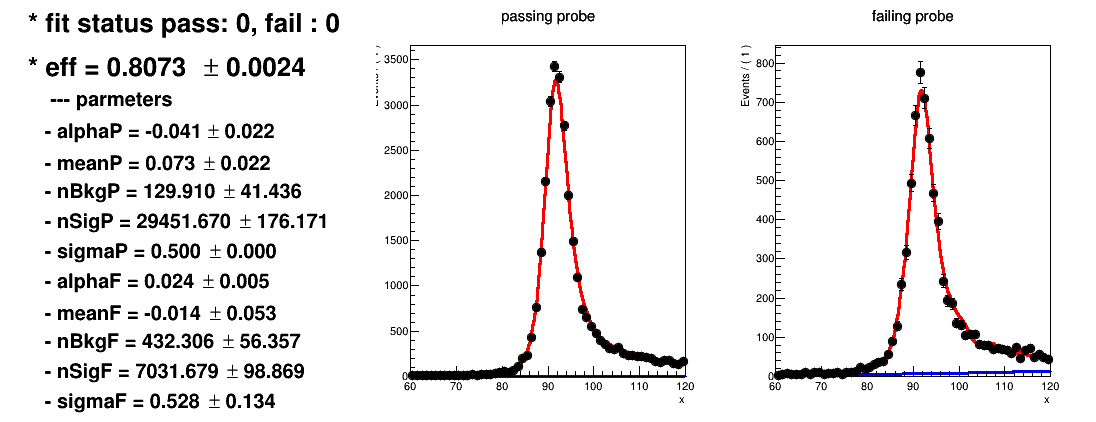 * fit status pass: 0, fail : 0
* eff = 0.8073 ± 0.0024
--- parmeters
- alphaP = -0.041 ± 0.022
- meanP = 0.073 ± 0.022
- nBkgP = 129.910 ± 41.436
- nSigP = 29451.670 ± 176.171
- sigmaP = 0.500 ± 0.000
- alphaF = 0.024 ± 0.005
- meanF = -0.014 ± 0.053
- nBkgF = 432.306 ± 56.357
- nSigF = 7031.679 ± 98.869
- sigmaF = 0.528 ± 0.134
passing probe
3500
3000
2500
2000
1500
1000
500
0
60 70 80 90 100 110 120
x
failing probe
Events / ( 1 )
800
700
600
500
400
300
200
100
0
60 70 80 90 100 110 120
x